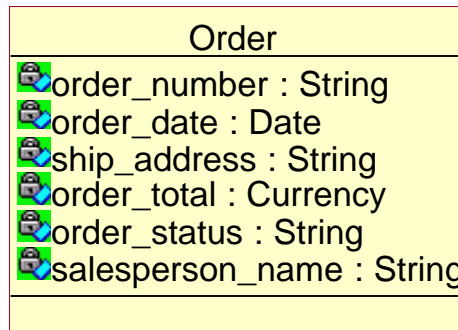 Order
order_number : String
order_date : Date
ship_address : String
order_total : Currency
order_status : String
salesperson_name : String